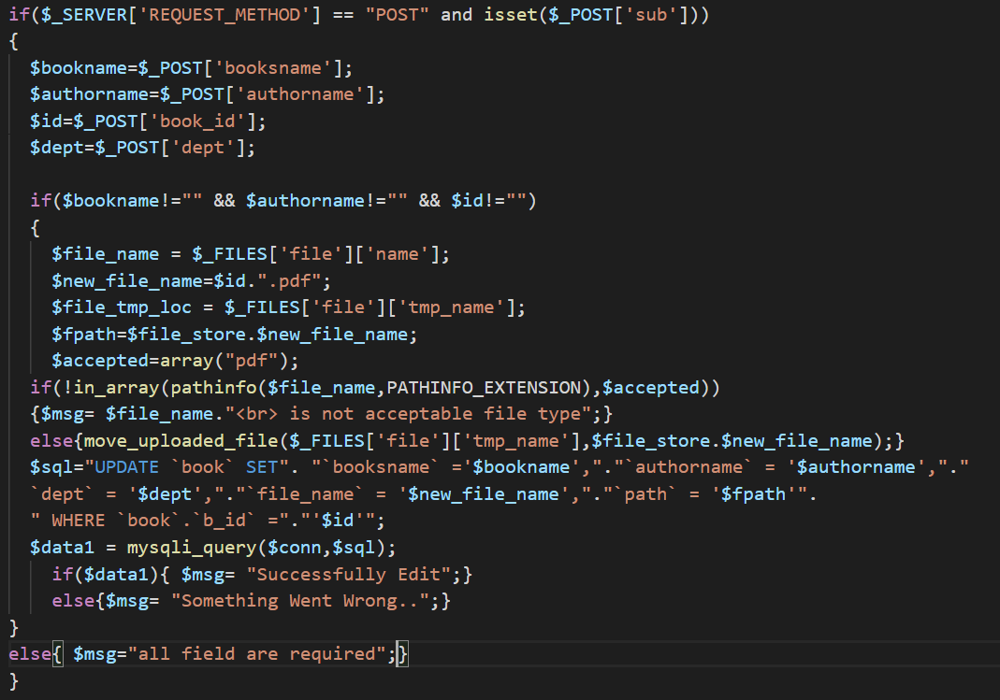 if($_SERVER['REQUEST_METHOD'] == "POST" and isset($_POST['sub']))
{
  $bookname=$_POST['booksname'];
  $authorname=$_POST['authorname'];
  $id=$_POST['book_id'];
  $dept=$_POST['dept'];

  if($bookname!="" && $authorname!="" && $id!="")
  {
    $file_name = $_FILES['file']['name'];
    $new_file_name=$id.".pdf";
    $file_tmp_loc = $_FILES['file']['tmp_name'];
    $fpath=$file_store.$new_file_name;
    $accepted=array("pdf");
  if(!in_array(pathinfo($file_name,PATHINFO_EXTENSION),$accepted))
  {$msg= $file_name."<br> is not acceptable file type";}
  else{move_uploaded_file($_FILES['file']['tmp_name'],$file_store.$new_file_name);}
  $sql="UPDATE `book` SET". "`booksname` ='$bookname',"."`authorname` = '$authorname',"."
  `dept` = '$dept',"."`file_name` = '$new_file_name',"."`path` = '$fpath'".
  " WHERE `book`.`b_id` ="."'$id'";
  $data1 = mysqli_query($conn,$sql);
    if($data1){ $msg= "Successfully Edit";}
    else{$msg= "Something Went Wrong..";}
}
else{ $msg="all field are required";}
}